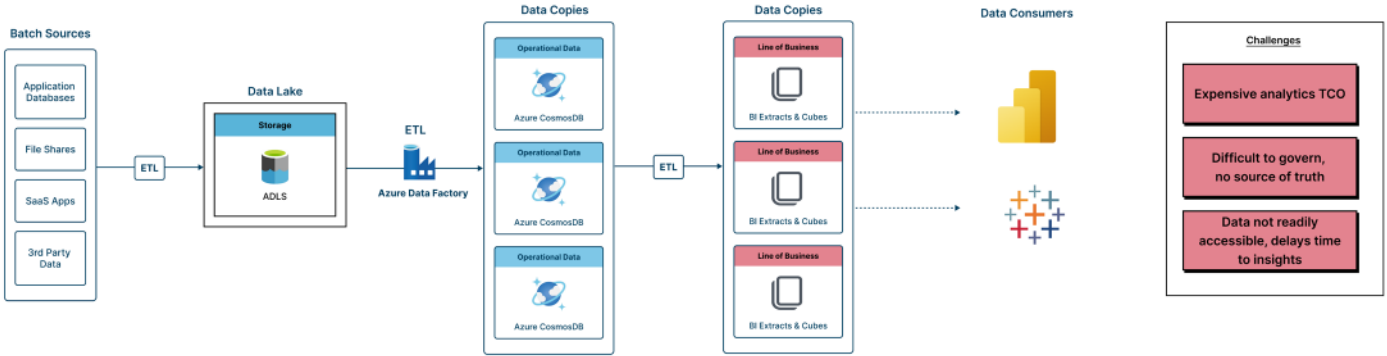 Batch Sources
Application
Databases
File Shares
SaaS Apps
3rd Party
Data
ETL
Data Lake
Storage
ADLS
ETL
Azure Data Factory
Data Copies
Operational Data
Azure CosmosDB
Operational Data
Azure CosmosDB
Operational Data
Azure CosmosDB
ETL
Data Copies
Line of Business
BI Extracts & Cubes
Line of Business
BI Extracts & Cubes
Line of Business
BI Extracts & Cubes
Data Consumers
Challenges
Expensive analytics TCO
Difficult to govern,
no source of truth
Data not readily
accessible, delays time
to insights